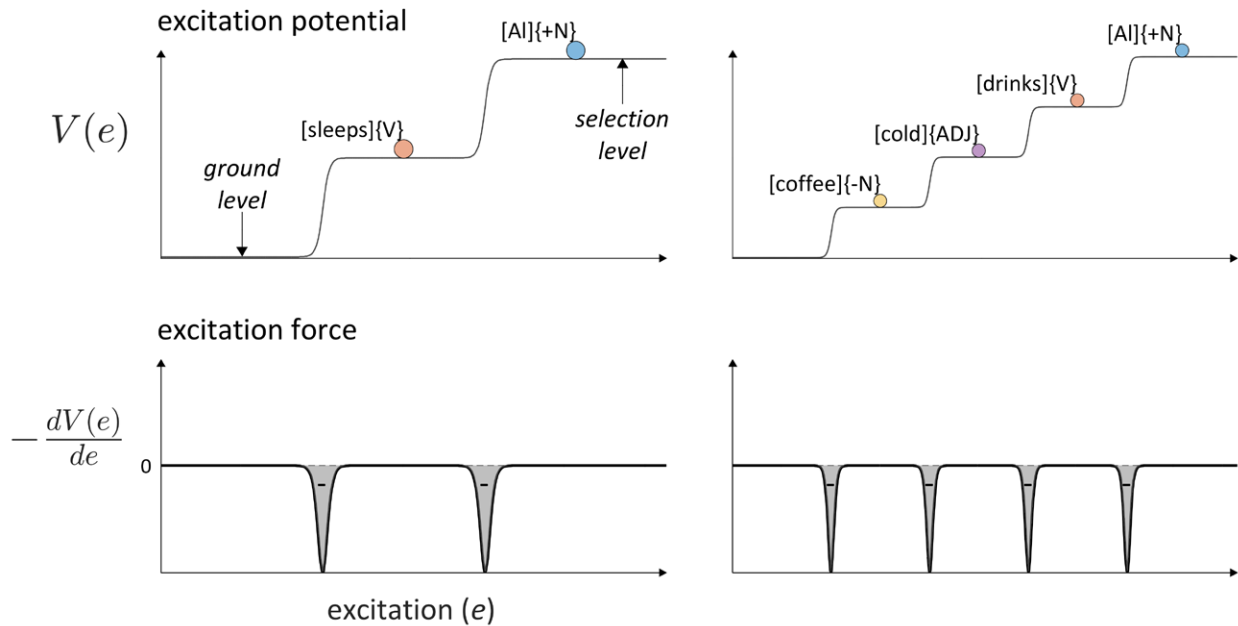 excitation potential
V(e)
[Al]{+N}
[sleeps]{V}
ground
level
selection
level
[Al]{+N}
[drinks]{V}
[cold]{ADJ}
[coffee]{-N}
excitation force
-dV(e)/de
0
-
-
-
-
-
-
excitation (e)